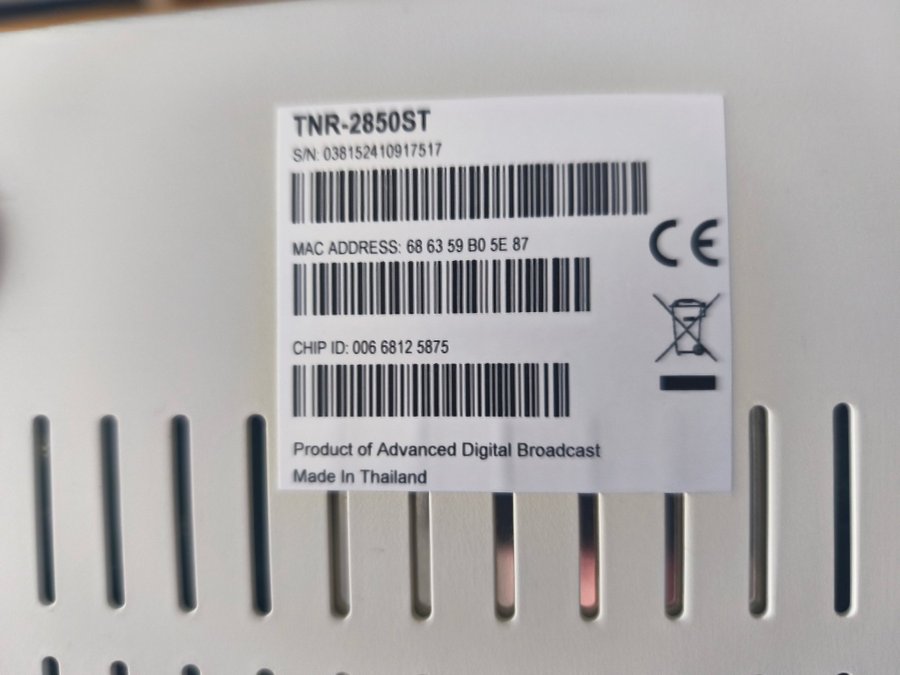 TNR-2850ST
S/N: 038152410917517
MAC ADDRESS: 68 63 59 B0 5E 87
CE
CHIP ID: 006 6812 5875
Product of Advanced Digital Broadcast
Made In Thailand